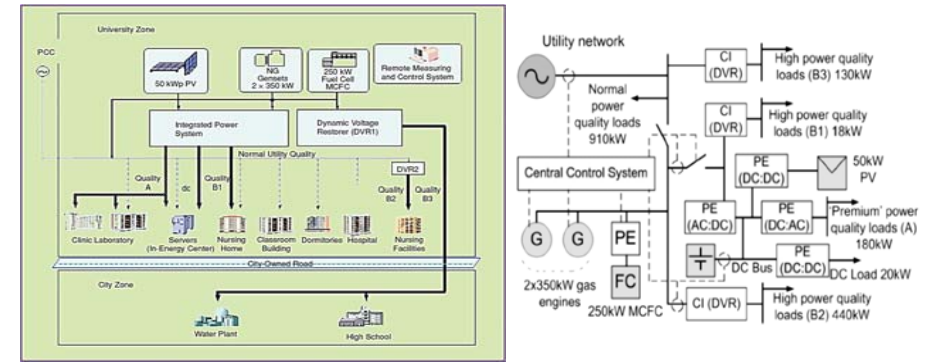 University Zone
PCC
50 kWp PV
NG
Gensets
2 × 350 kW
250 kW
Fuel Cell
MCFC
Remote Measuring
and Control System
Integrated Power
System
Dynamic Voltage
Restorer (DVR1)
Normal Utility Quality
DVR2
Quality
A
dc
Quality
B1
Quality
B2
Quality
B3
Clinic Laboratory
Servers
(In-Energy Center)
Nursing
Home
Classroom
Building
Dormitories
Hospital
Nursing
Facilities
City-Owned Road
City Zone
Water Plant
High School
Utility network
CI
(DVR)
High power quality
loads (B3) 130kW
Normal
power
quality loads
910kW
CI
(DVR)
High power quality
loads (B1) 18kW
Central Control System
PE
(DC:DC)
50kW
PV
PE
(AC:DC)
PE
(DC:AC)
'Premium' power
quality loads (A)
180kW
G
G
PE
FC
2x350kW gas
engines
250kW MCFC
DC Bus
PE
(DC:DC)
DC Load 20kW
CI (DVR)
High power quality
loads (B2) 440kW